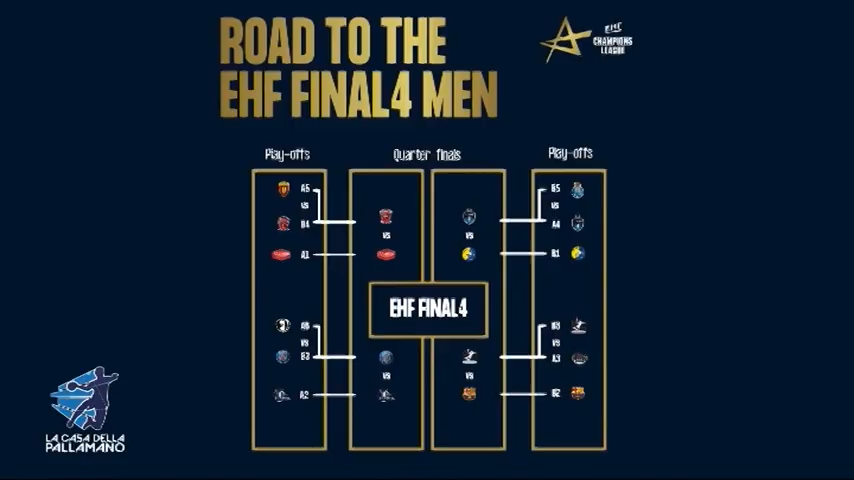 ROAD TO THE
EHF FINAL4 MEN
EHF
CHAMPIONS
LEAGUE
Play-offs
Quarter finals
Play-offs
A5
vs
B4
A1
vs
vs
B5
vs
A4
B1
EHF FINAL4
A6
vs
B3
A2
vs
vs
B6
vs
A3
B2
LA CASA DELLA
PALLAMANO